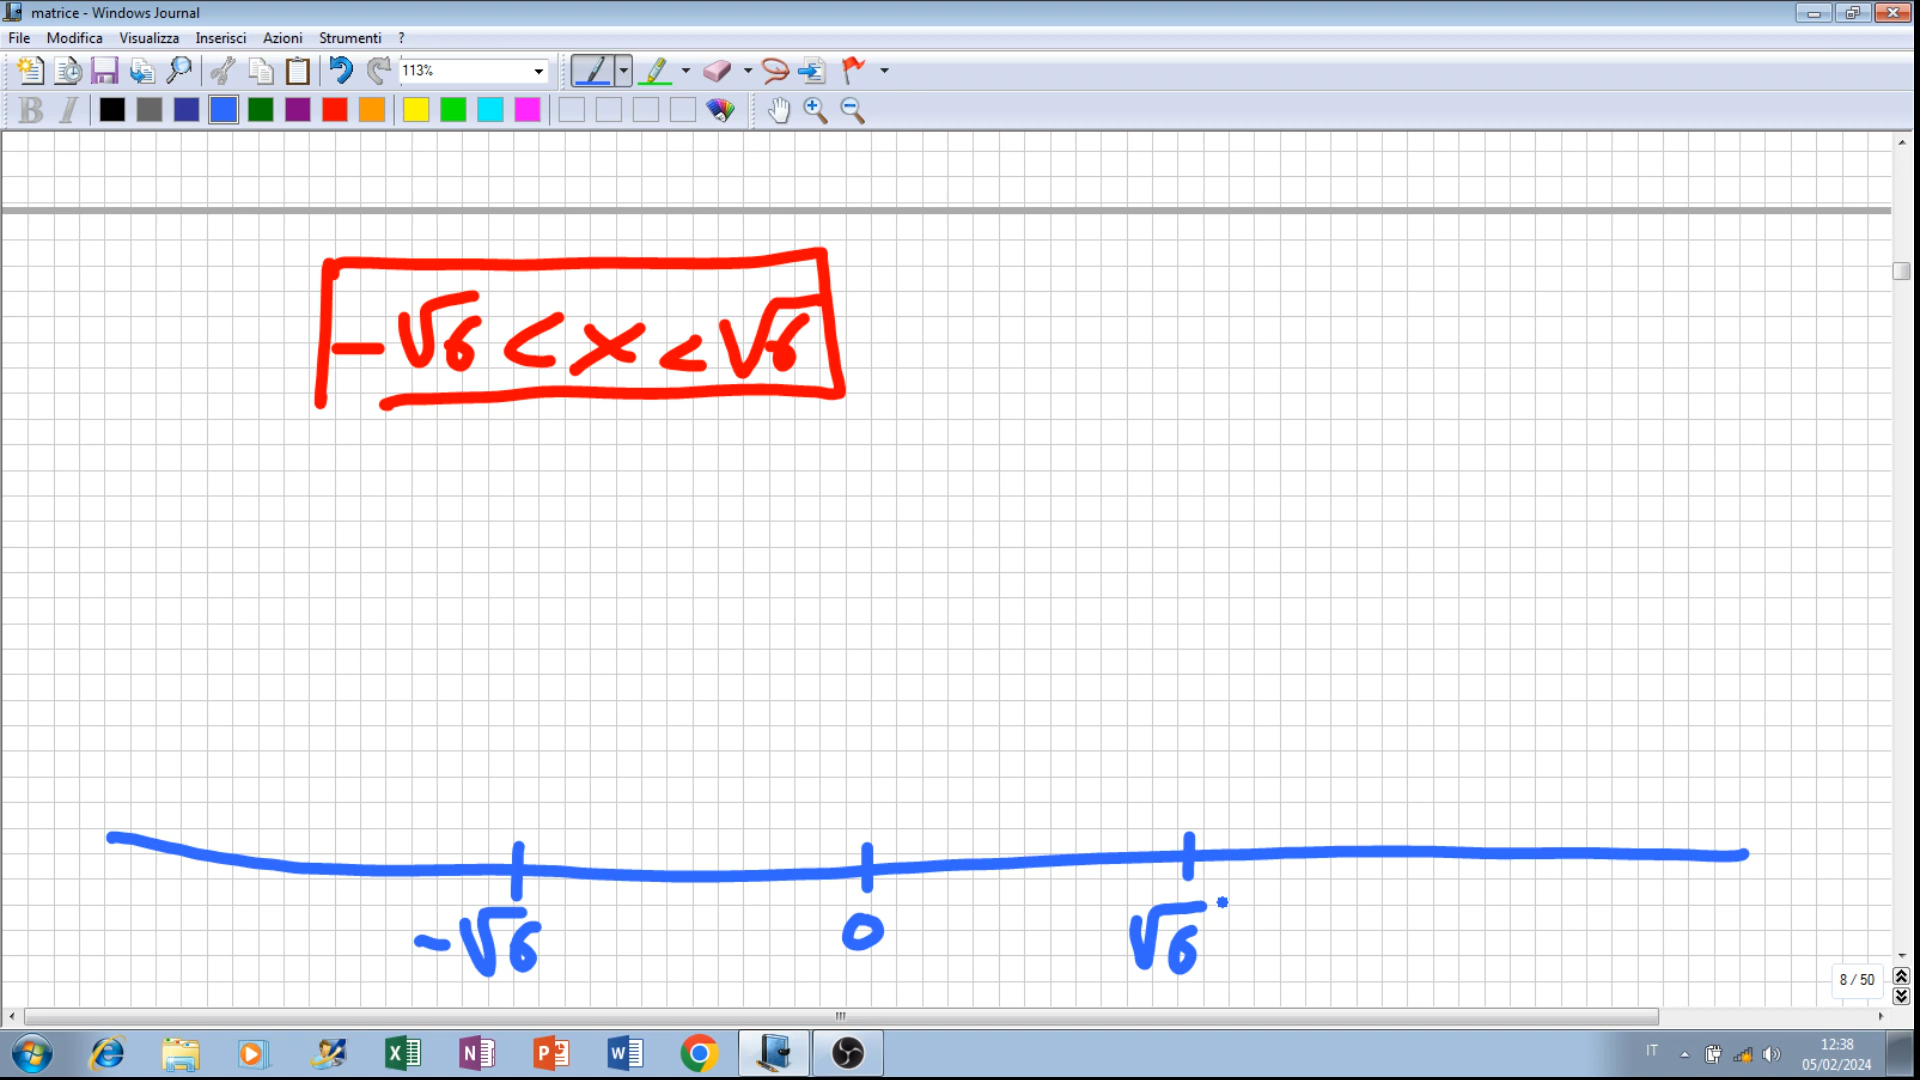 matrice - Windows Journal
File Modifica Visualizza Inserisci Azioni Strumenti ?
113%
B I
-√6 < x < √6
-√6 0 √6
8 / 50
IT 12:38
05/02/2024